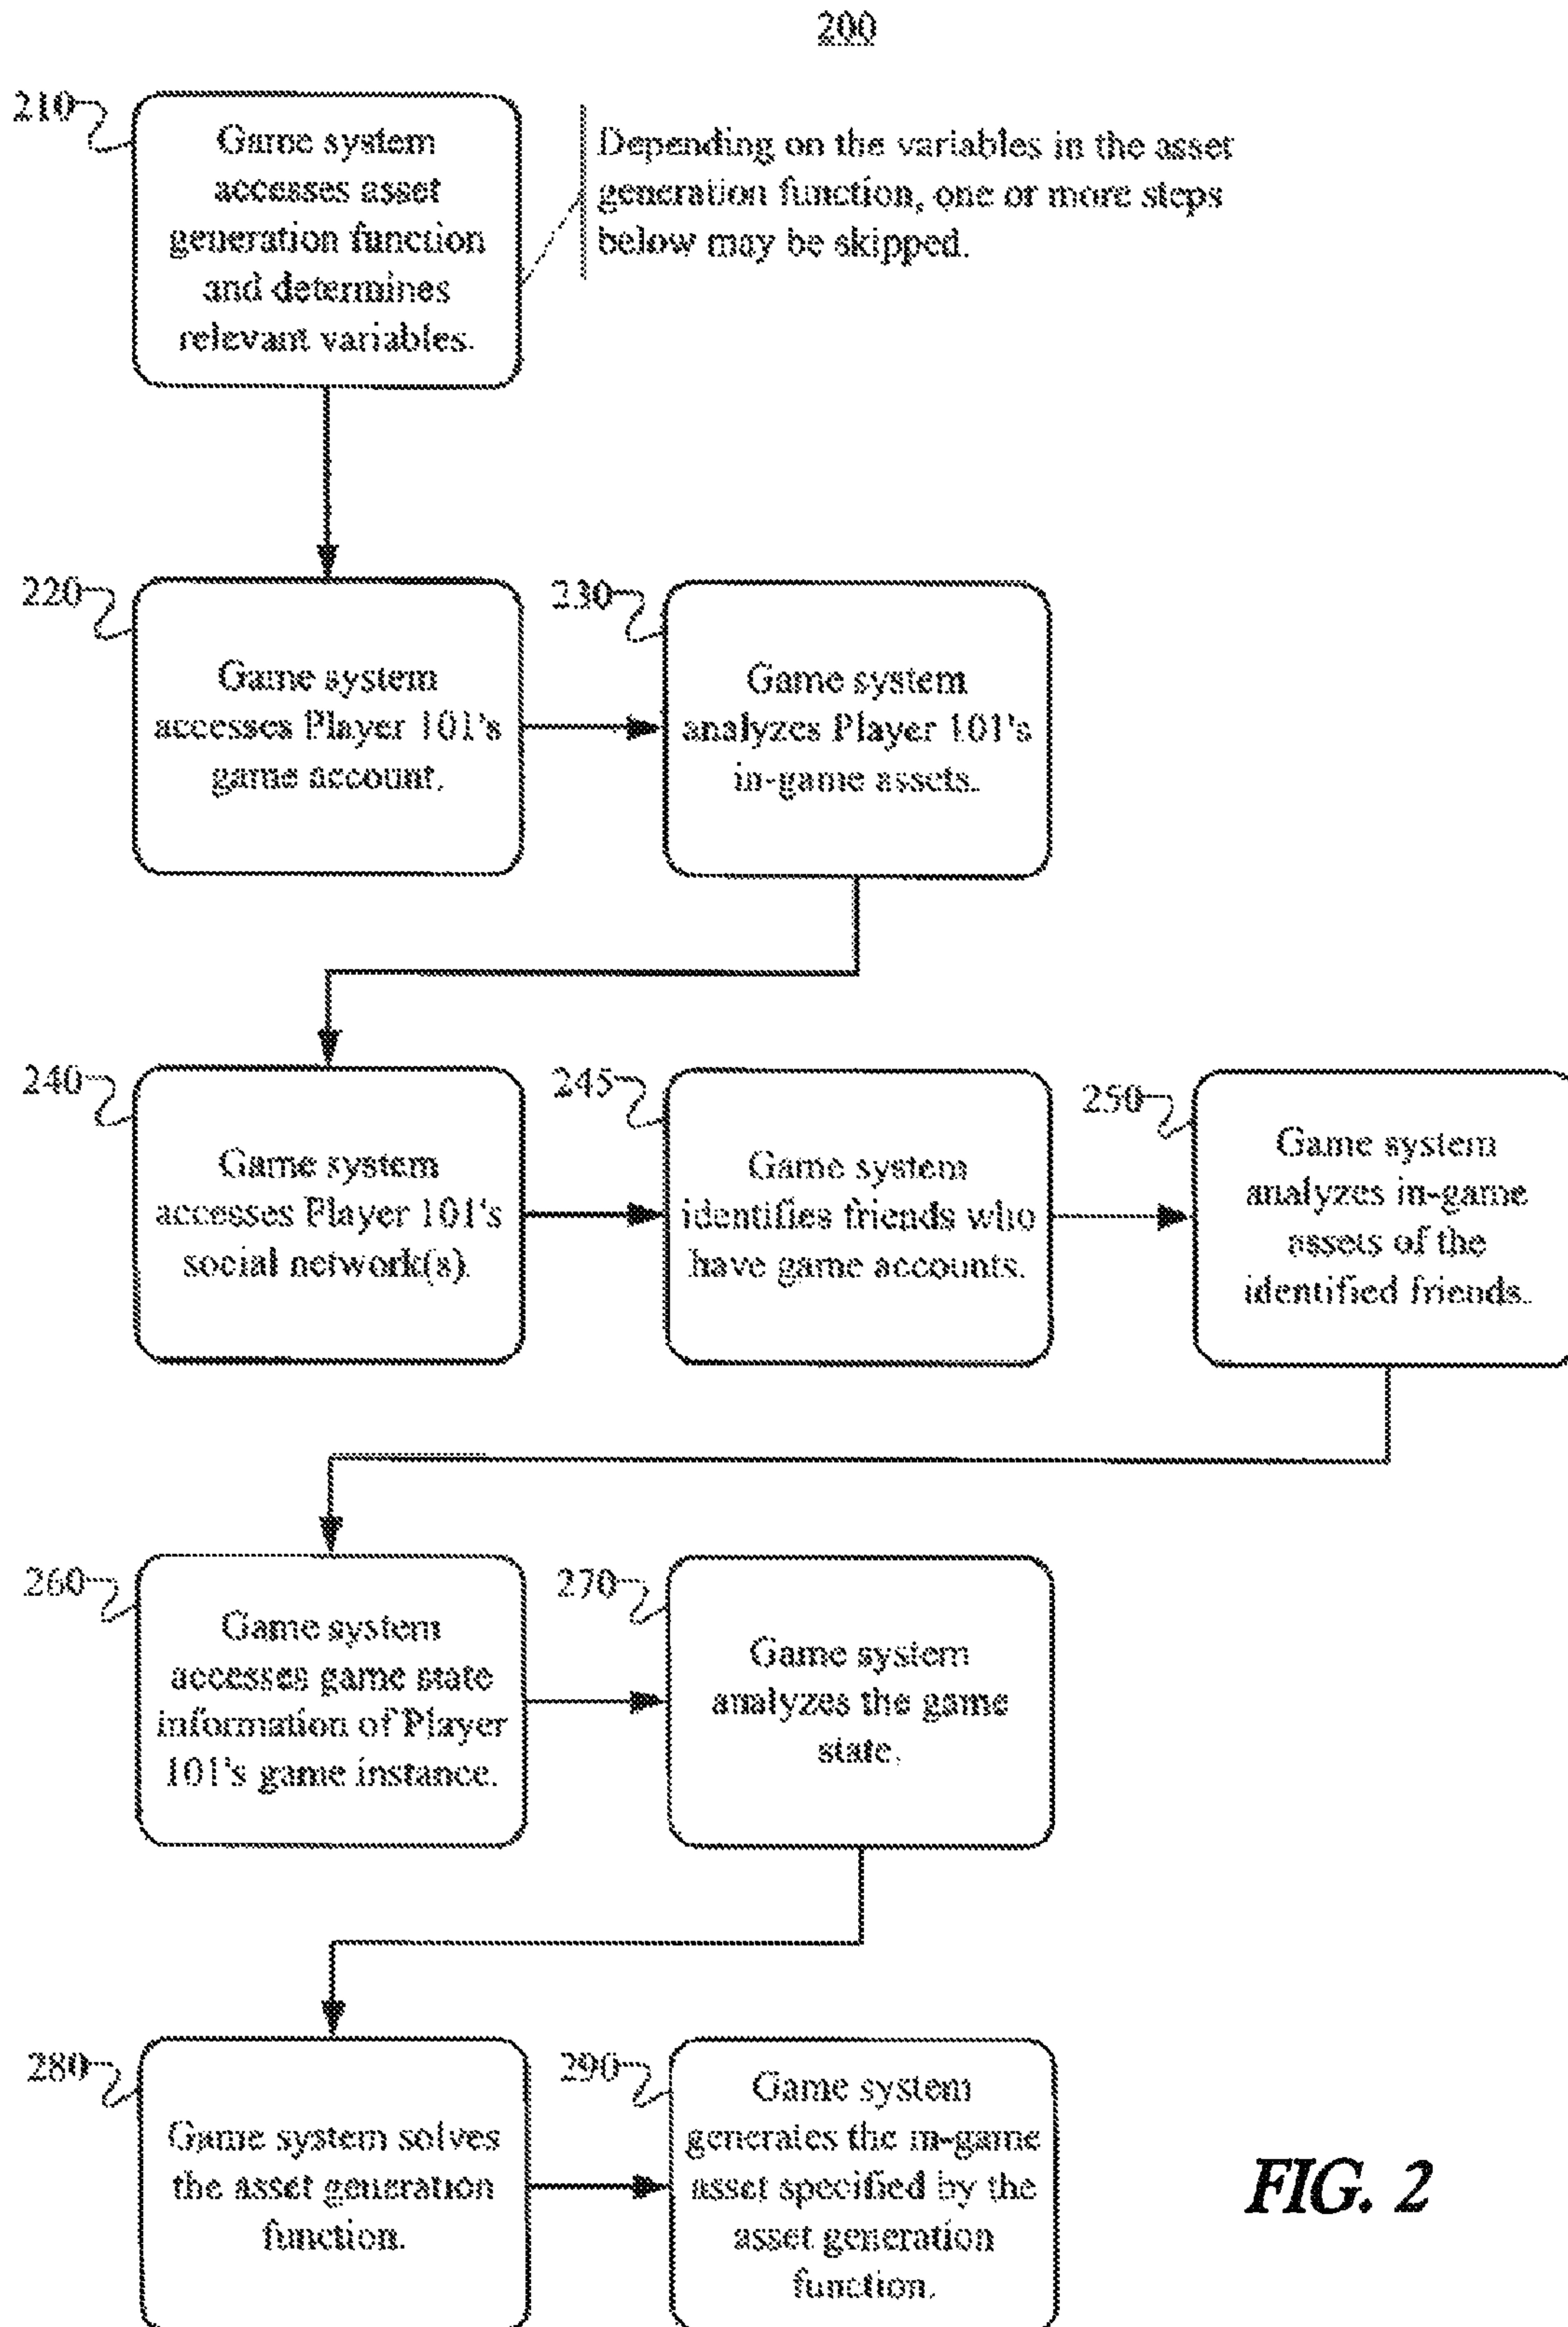 200
210
Game system
accesses asset
generation function
and determines
relevant variables.
Depending on the variables in the asset
generation function, one or more steps
below may be skipped.
220
Game system
accesses Player 101's
game account.
230
Game system
analyzes Player 101's
in-game assets.
240
Game system
accesses Player 101's
social network(s).
245
Game system
identifies friends who
have game accounts.
250
Game system
analyzes in-game
assets of the
identified friends.
260
Game system
accesses game state
information of Player
101's game instance.
270
Game system
analyzes the game
state.
280
Game system solves
the asset generation
function.
290
Game system
generates the in-game
asset specified by the
asset generation
function.
FIG. 2